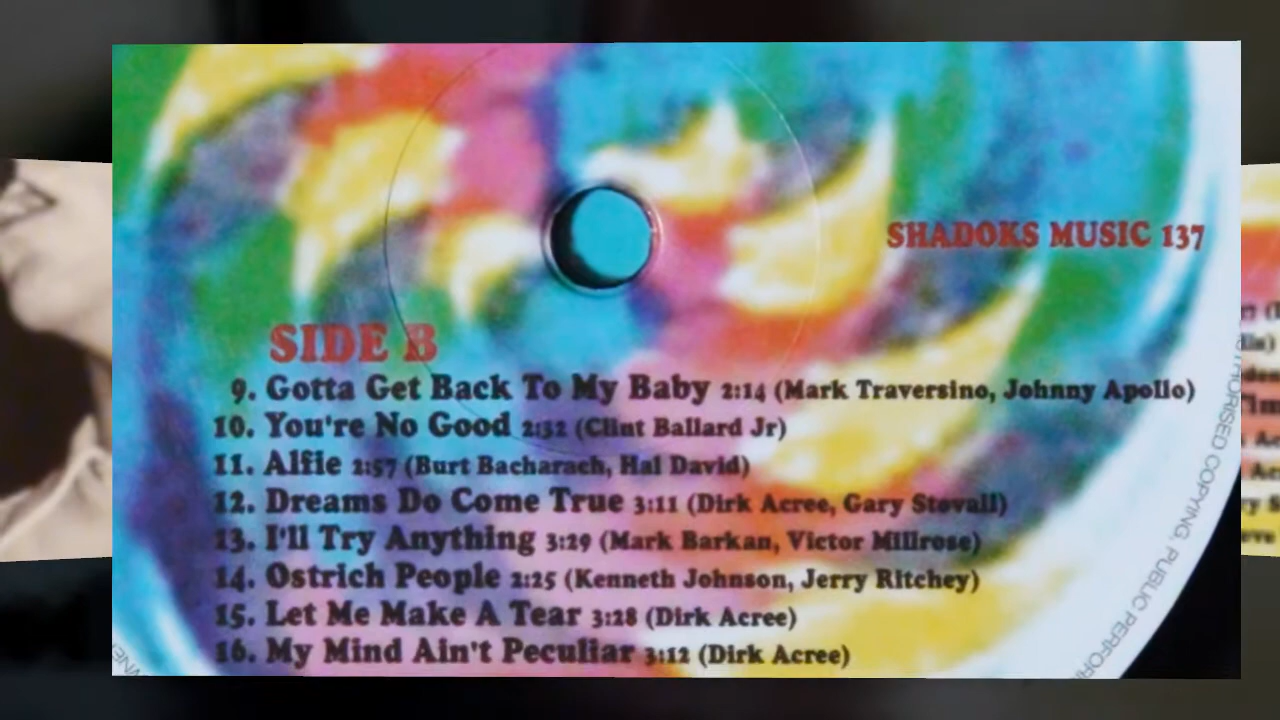 SHADOKS MUSIC 137
SIDE B
9. Gotta Get Back To My Baby 2:14 (Mark Traversino, Johnny Apollo)
10. You're No Good 2:32 (Clint Ballard Jr)
11. Alfie 2:57 (Burt Bacharach, Hal David)
12. Dreams Do Come True 3:11 (Dirk Acree, Gary Stovall)
13. I'll Try Anything 3:29 (Mark Barkan, Victor Millrose)
14. Ostrich People 2:25 (Kenneth Johnson, Jerry Ritchey)
15. Let Me Make A Tear 3:28 (Dirk Acree)
16. My Mind Ain't Peculiar 3:12 (Dirk Acree)
COPYING, PUBLIC